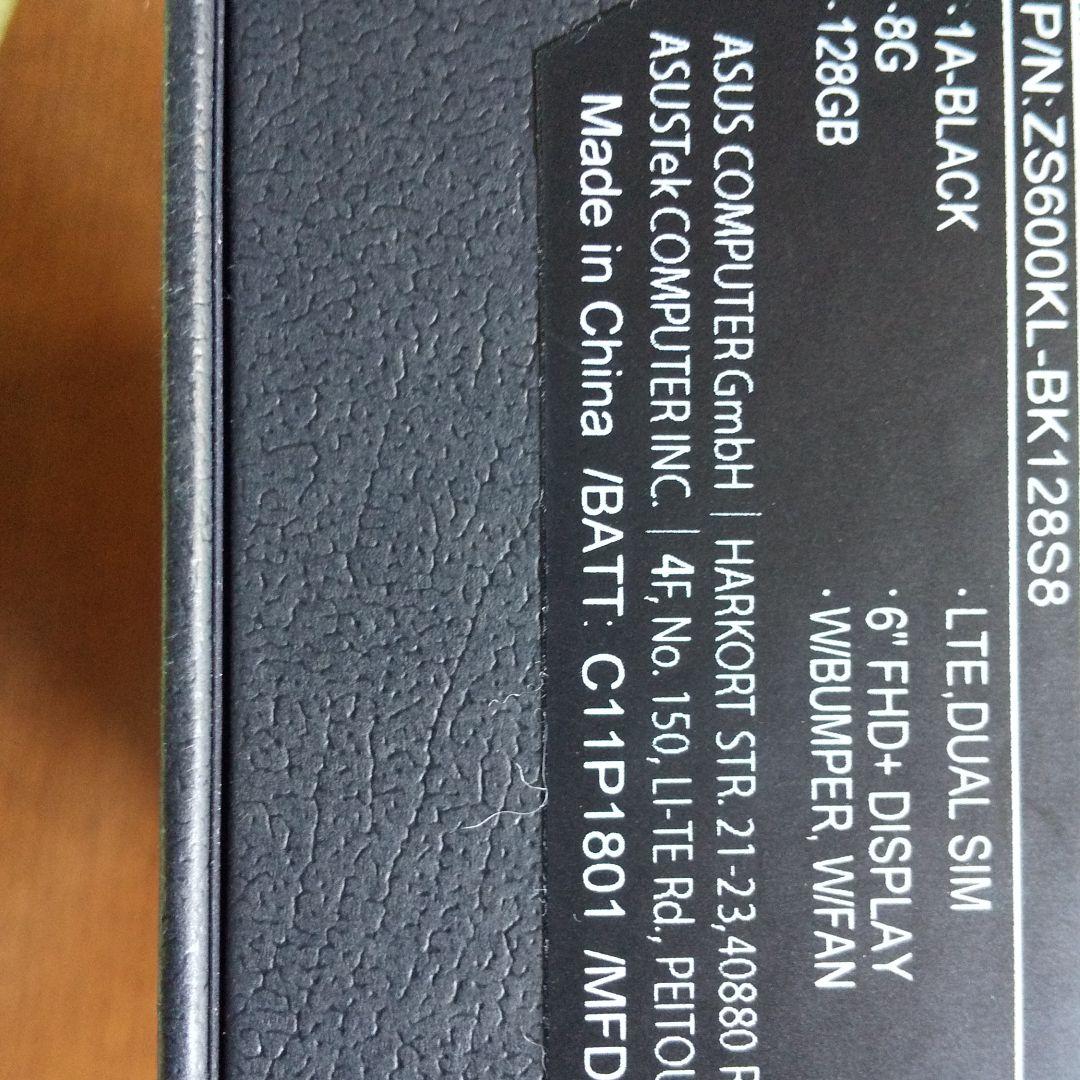 P/N:ZS600KL-BK128S8
·1A-BLACK
·LTE,DUAL SIM
·8G
·6" FHD+ DISPLAY
·128GB
·W/BUMPER, W/FAN
ASUS COMPUTER GmbH | HARKORT STR. 21-23,40880
ASUSTek COMPUTER INC. | 4F, No. 150, LI-TE Rd., PEITOU
Made in China /BATT: C11P1801 /MFD